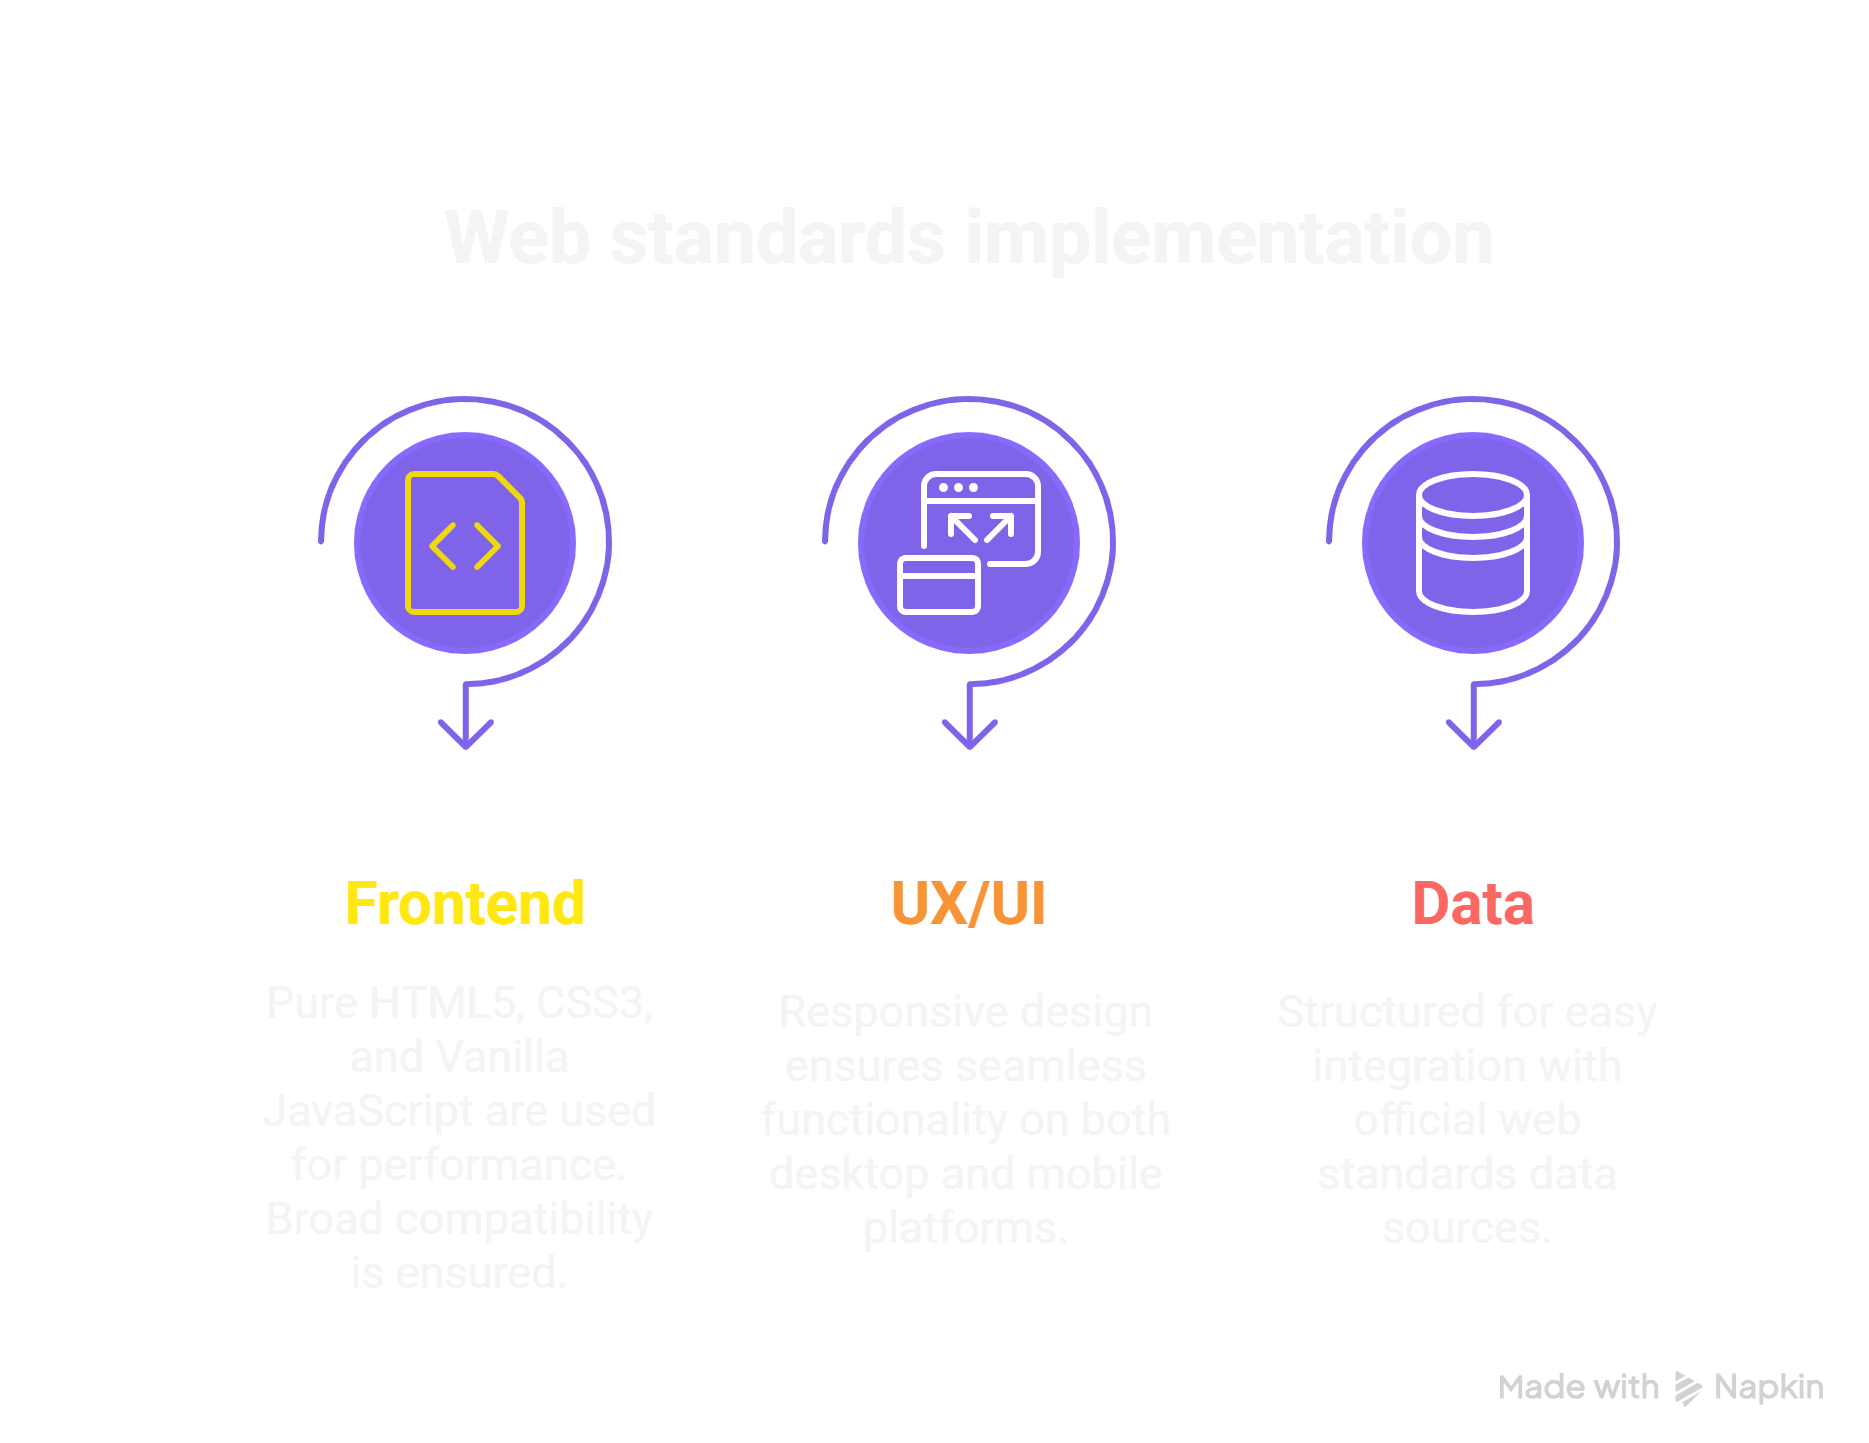 Web standards implementation
Frontend
Pure HTML5, CSS3,
and Vanilla
JavaScript are used
for performance.
Broad compatibility
is ensured.
UX/UI
Responsive design
ensures seamless
functionality on both
desktop and mobile
platforms.
Data
Structured for easy
integration with
official web
standards data
sources.
Made with Napkin